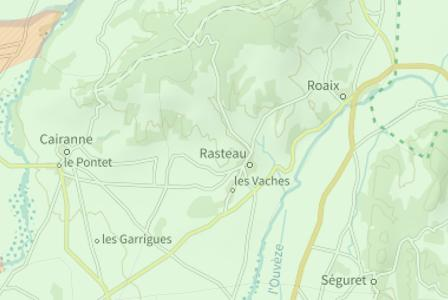 Roaix
Cairanne
Rasteau
le Pontet
les Vaches
les Garrigues
l'Ouvèze
Séguret